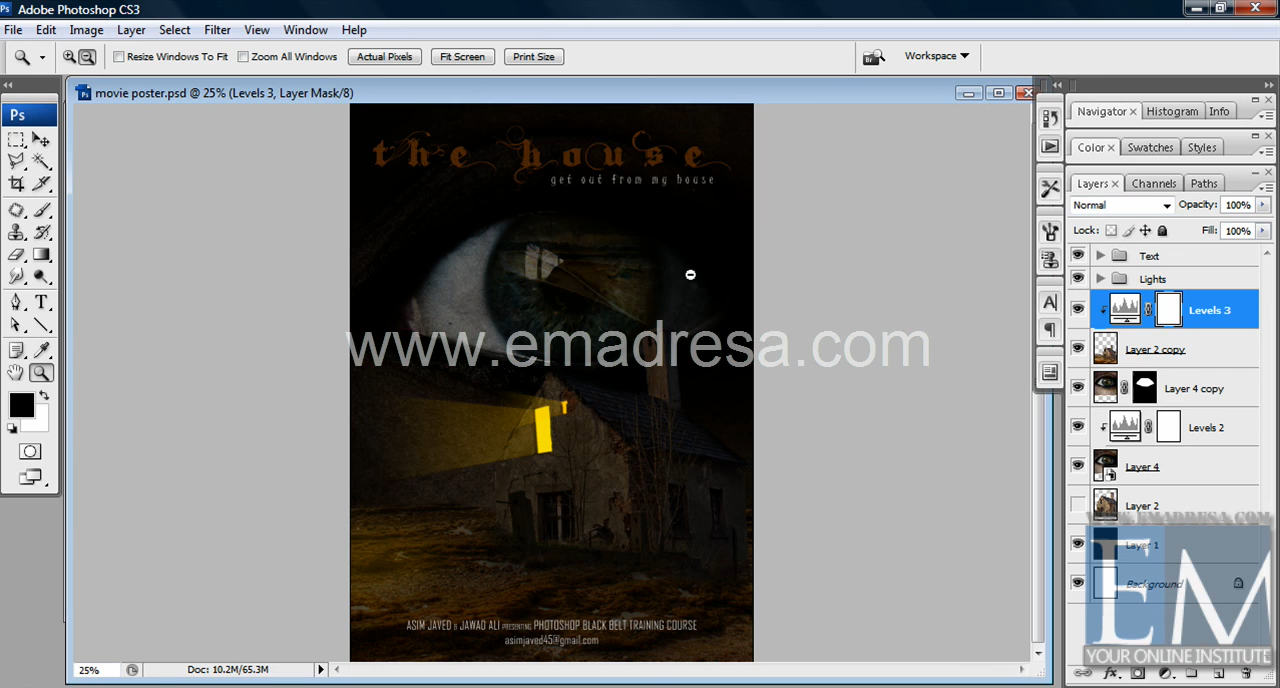 Adobe Photoshop CS3
File Edit Image Layer Select Filter View Window Help
Resize Windows To Fit Zoom All Windows Actual Pixels Fit Screen Print Size Workspace
movie poster.psd @ 25% (Levels 3, Layer Mask/8)
Ps
Navigator Histogram Info
Color Swatches Styles
Layers Channels Paths
Normal Opacity: 100%
Lock: Fill: 100%
Text
Lights
Levels 3
Layer 2 copy
Layer 4 copy
Levels 2
Layer 4
Layer 2
Layer 1
Background
the house
get out from my house
www.emadresa.com
ASIM JAVED & JAWAD ALI PRESENTING PHOTOSHOP BLACK BELT TRAINING COURSE
asimjaved45@gmail.com
WWW.EMADRESA.COM
EM
YOUR ONLINE INSTITUTE
25% Doc: 10.2M/65.3M